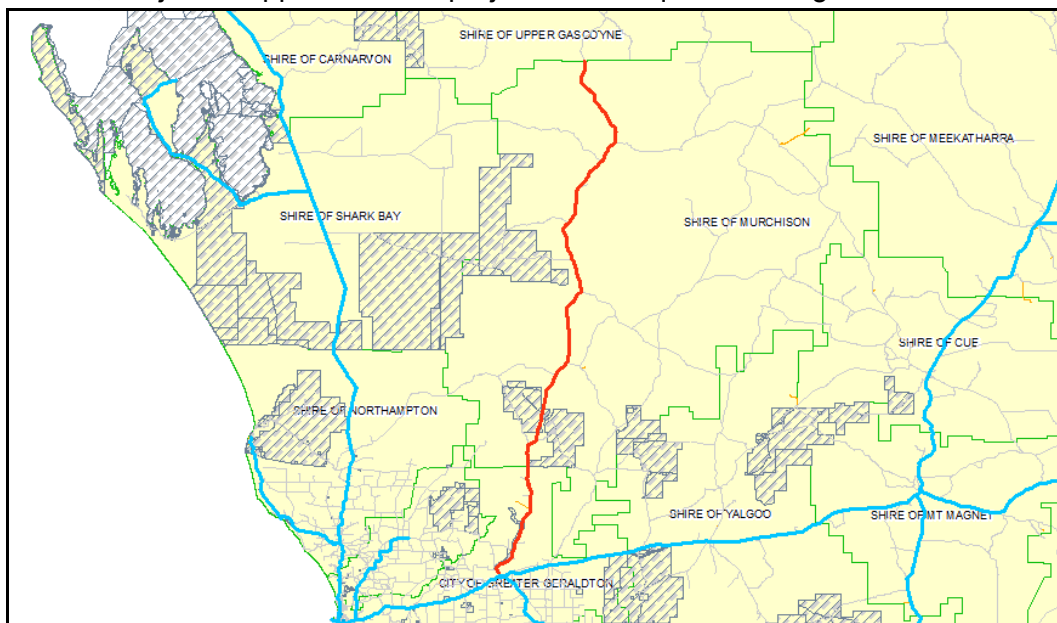 SHIRE OF UPPER GASCOYNE
SHIRE OF CARNARVON
SHIRE OF MEEKATHARRA
SHIRE OF SHARK BAY
SHIRE OF MURCHISON
SHIRE OF CUE
SHIRE OF NORTHAMPTON
SHIRE OF YALGOO
SHIRE OF MT MAGNET
CITY OF GREATER GERALDTON